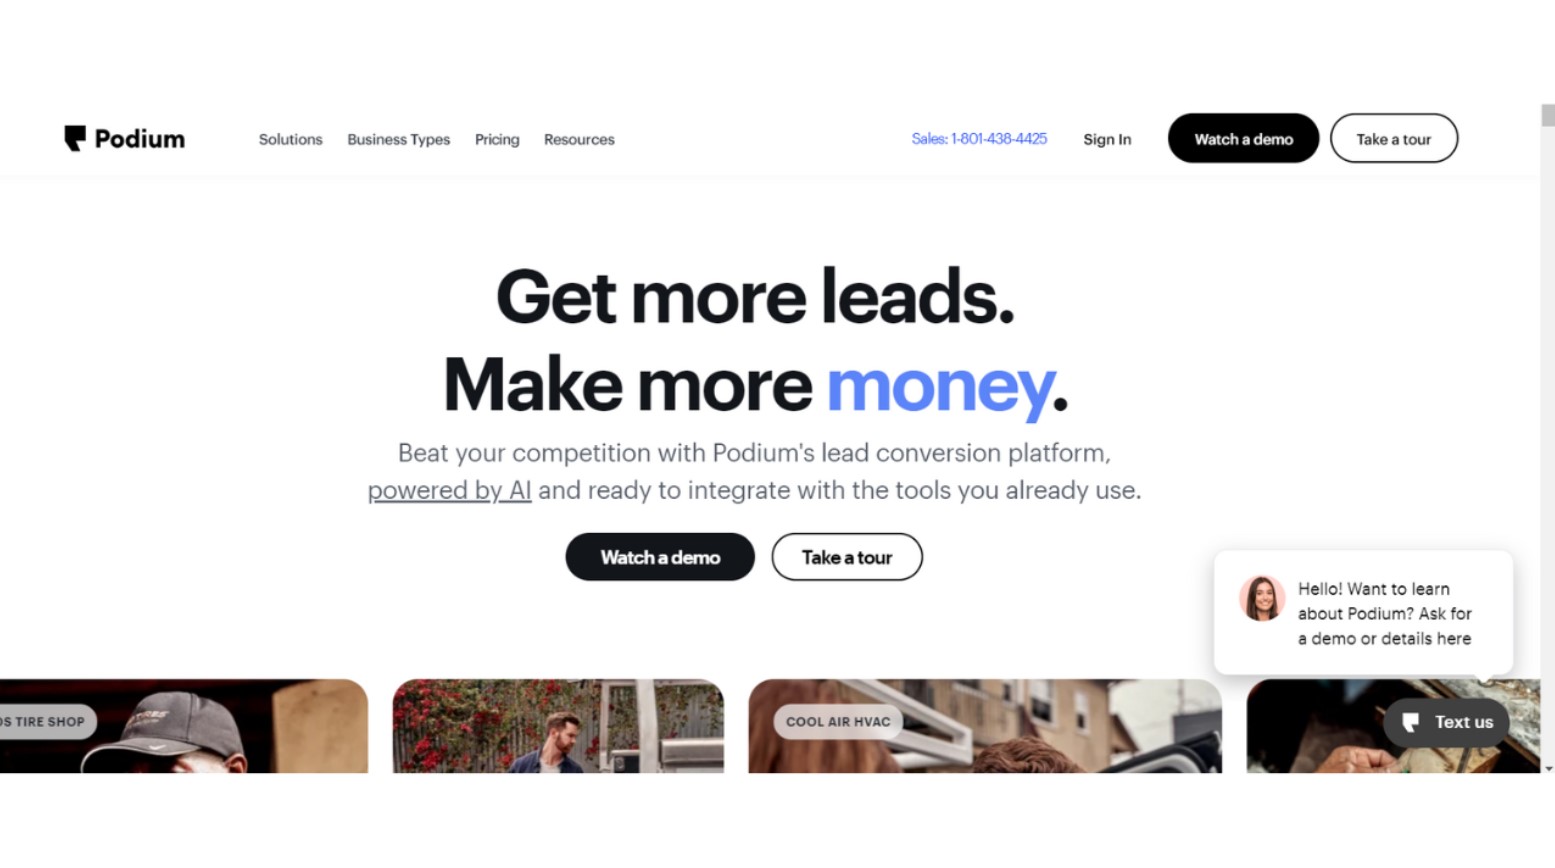 Podium
Solutions
Business Types
Pricing
Resources
Sales: 1-801-438-4425
Sign In
Watch a demo
Take a tour
Get more leads.
Make more money.
Beat your competition with Podium's lead conversion platform,
powered by AI and ready to integrate with the tools you already use.
Watch a demo
Take a tour
Hello! Want to learn
about Podium? Ask for
a demo or details here
TIRE SHOP
COOL AIR HVAC
Text us